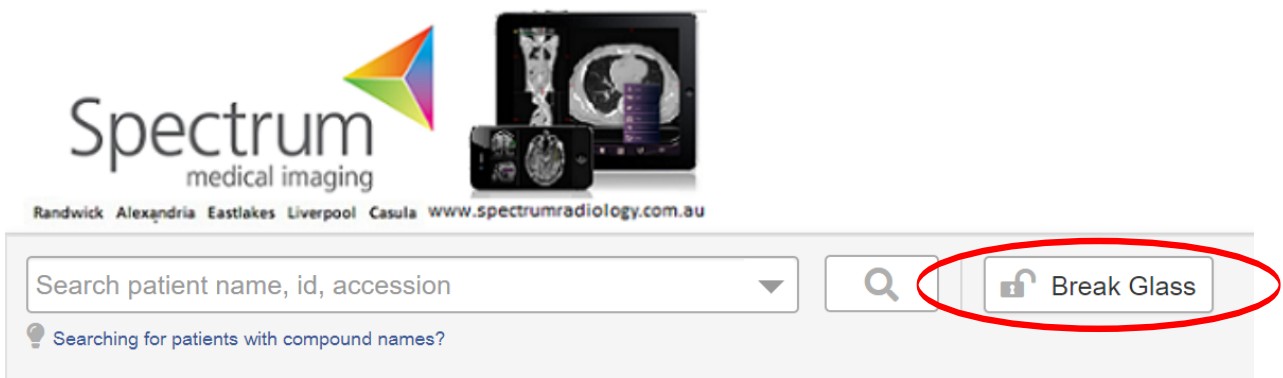 Spectrum
medical imaging
Randwick Alexandria Eastlakes Liverpool Casula www.spectrumradiology.com.au
Search patient name, id, accession
Break Glass
Searching for patients with compound names?